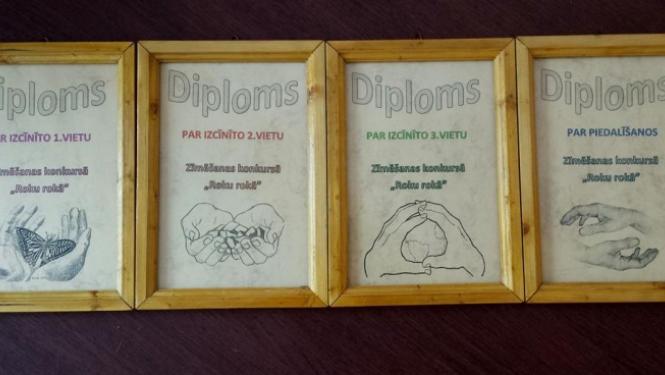 Diploms
PAR IZCĪNĪTO 1.VIETU
Zīmēšanas konkursā
„Roku rokā"
Diploms
PAR IZCĪNĪTO 2.VIETU
Zīmēšanas konkursā
„Roku rokā"
Diploms
PAR IZCĪNĪTO 3.VIETU
Zīmēšanas konkursā
„Roku rokā"
Diploms
PAR PIEDALĪŠANOS
Zīmēšanas konkursā
„Roku rokā"